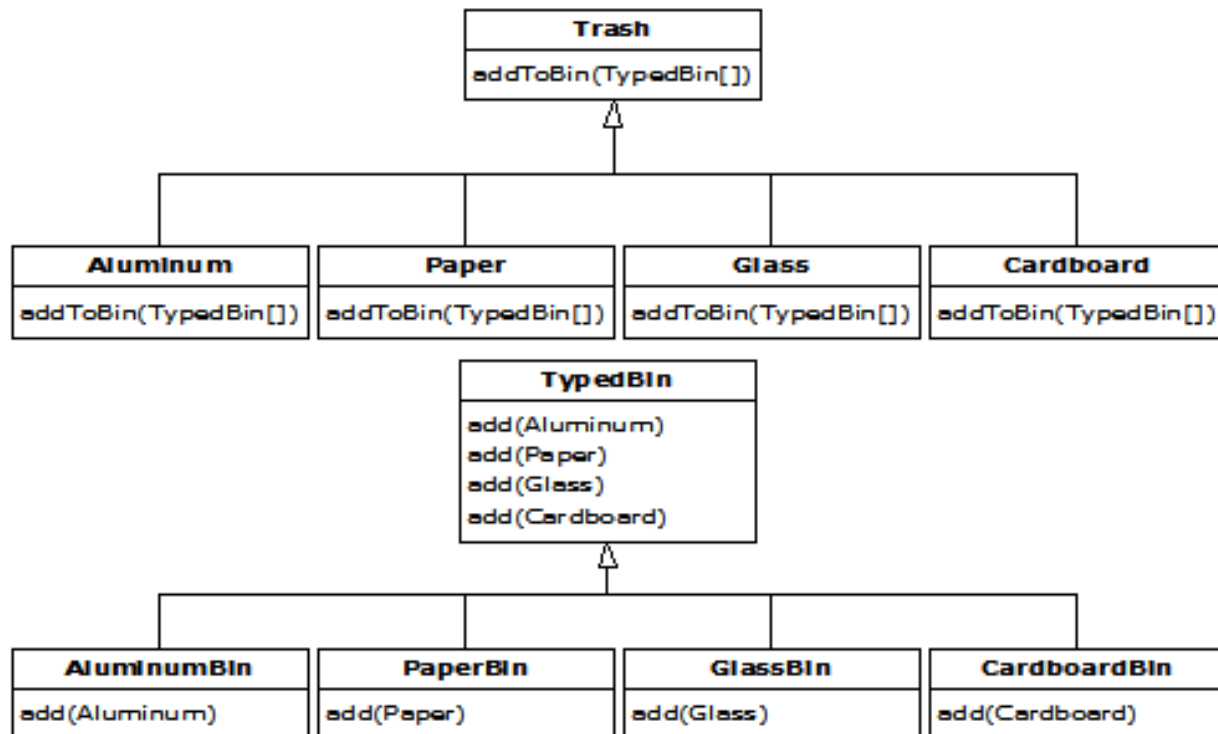 Trash
addToBin(TypedBin[])
Aluminum Paper Glass Cardboard
addToBin(TypedBin[]) addToBin(TypedBin[]) addToBin(TypedBin[]) addToBin(TypedBin[])
TypedBin
add(Aluminum)
add(Paper)
add(Glass)
add(Cardboard)
AluminumBin PaperBin GlassBin CardboardBin
add(Aluminum) add(Paper) add(Glass) add(Cardboard)